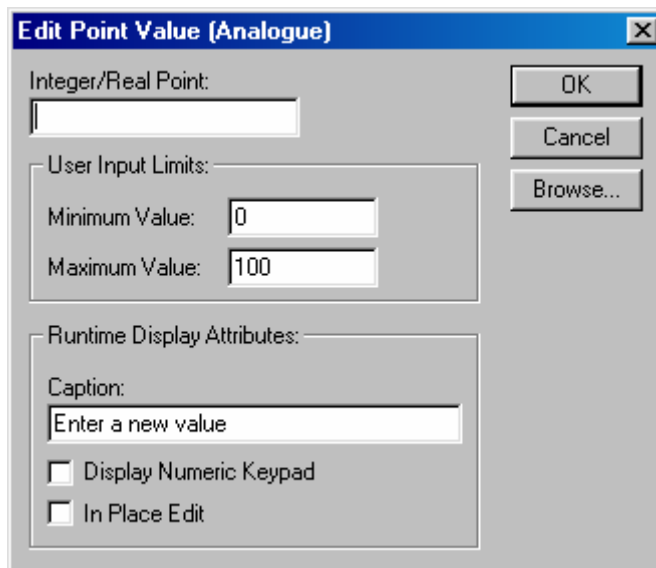 Edit Point Value (Analogue)
Integer/Real Point:
OK
Cancel
Browse...
User Input Limits:
Minimum Value: 0
Maximum Value: 100
Runtime Display Attributes:
Caption:
Enter a new value
Display Numeric Keypad
In Place Edit